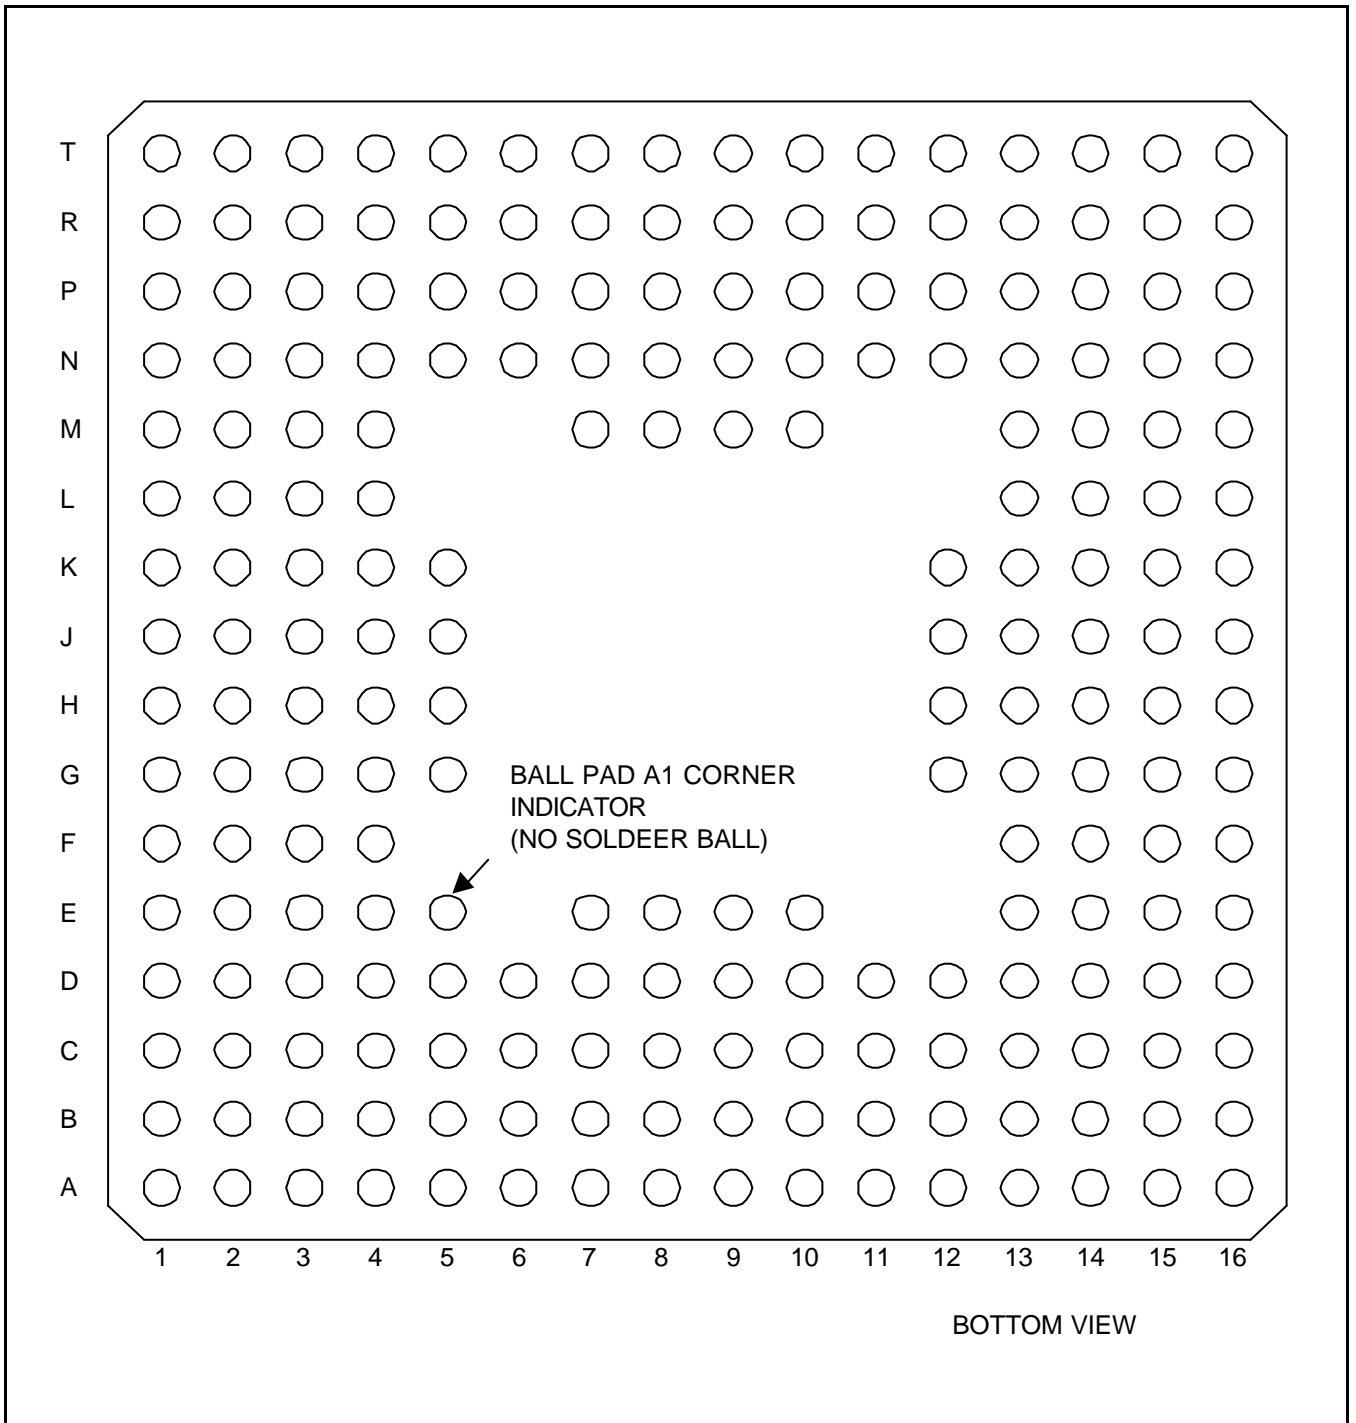 T
R
P
N
M
L
K
J
H
G
BALL PAD A1 CORNER
INDICATOR
(NO SOLDEER BALL)
F
E
D
C
B
A
1 2 3 4 5 6 7 8 9 10 11 12 13 14 15 16
BOTTOM VIEW